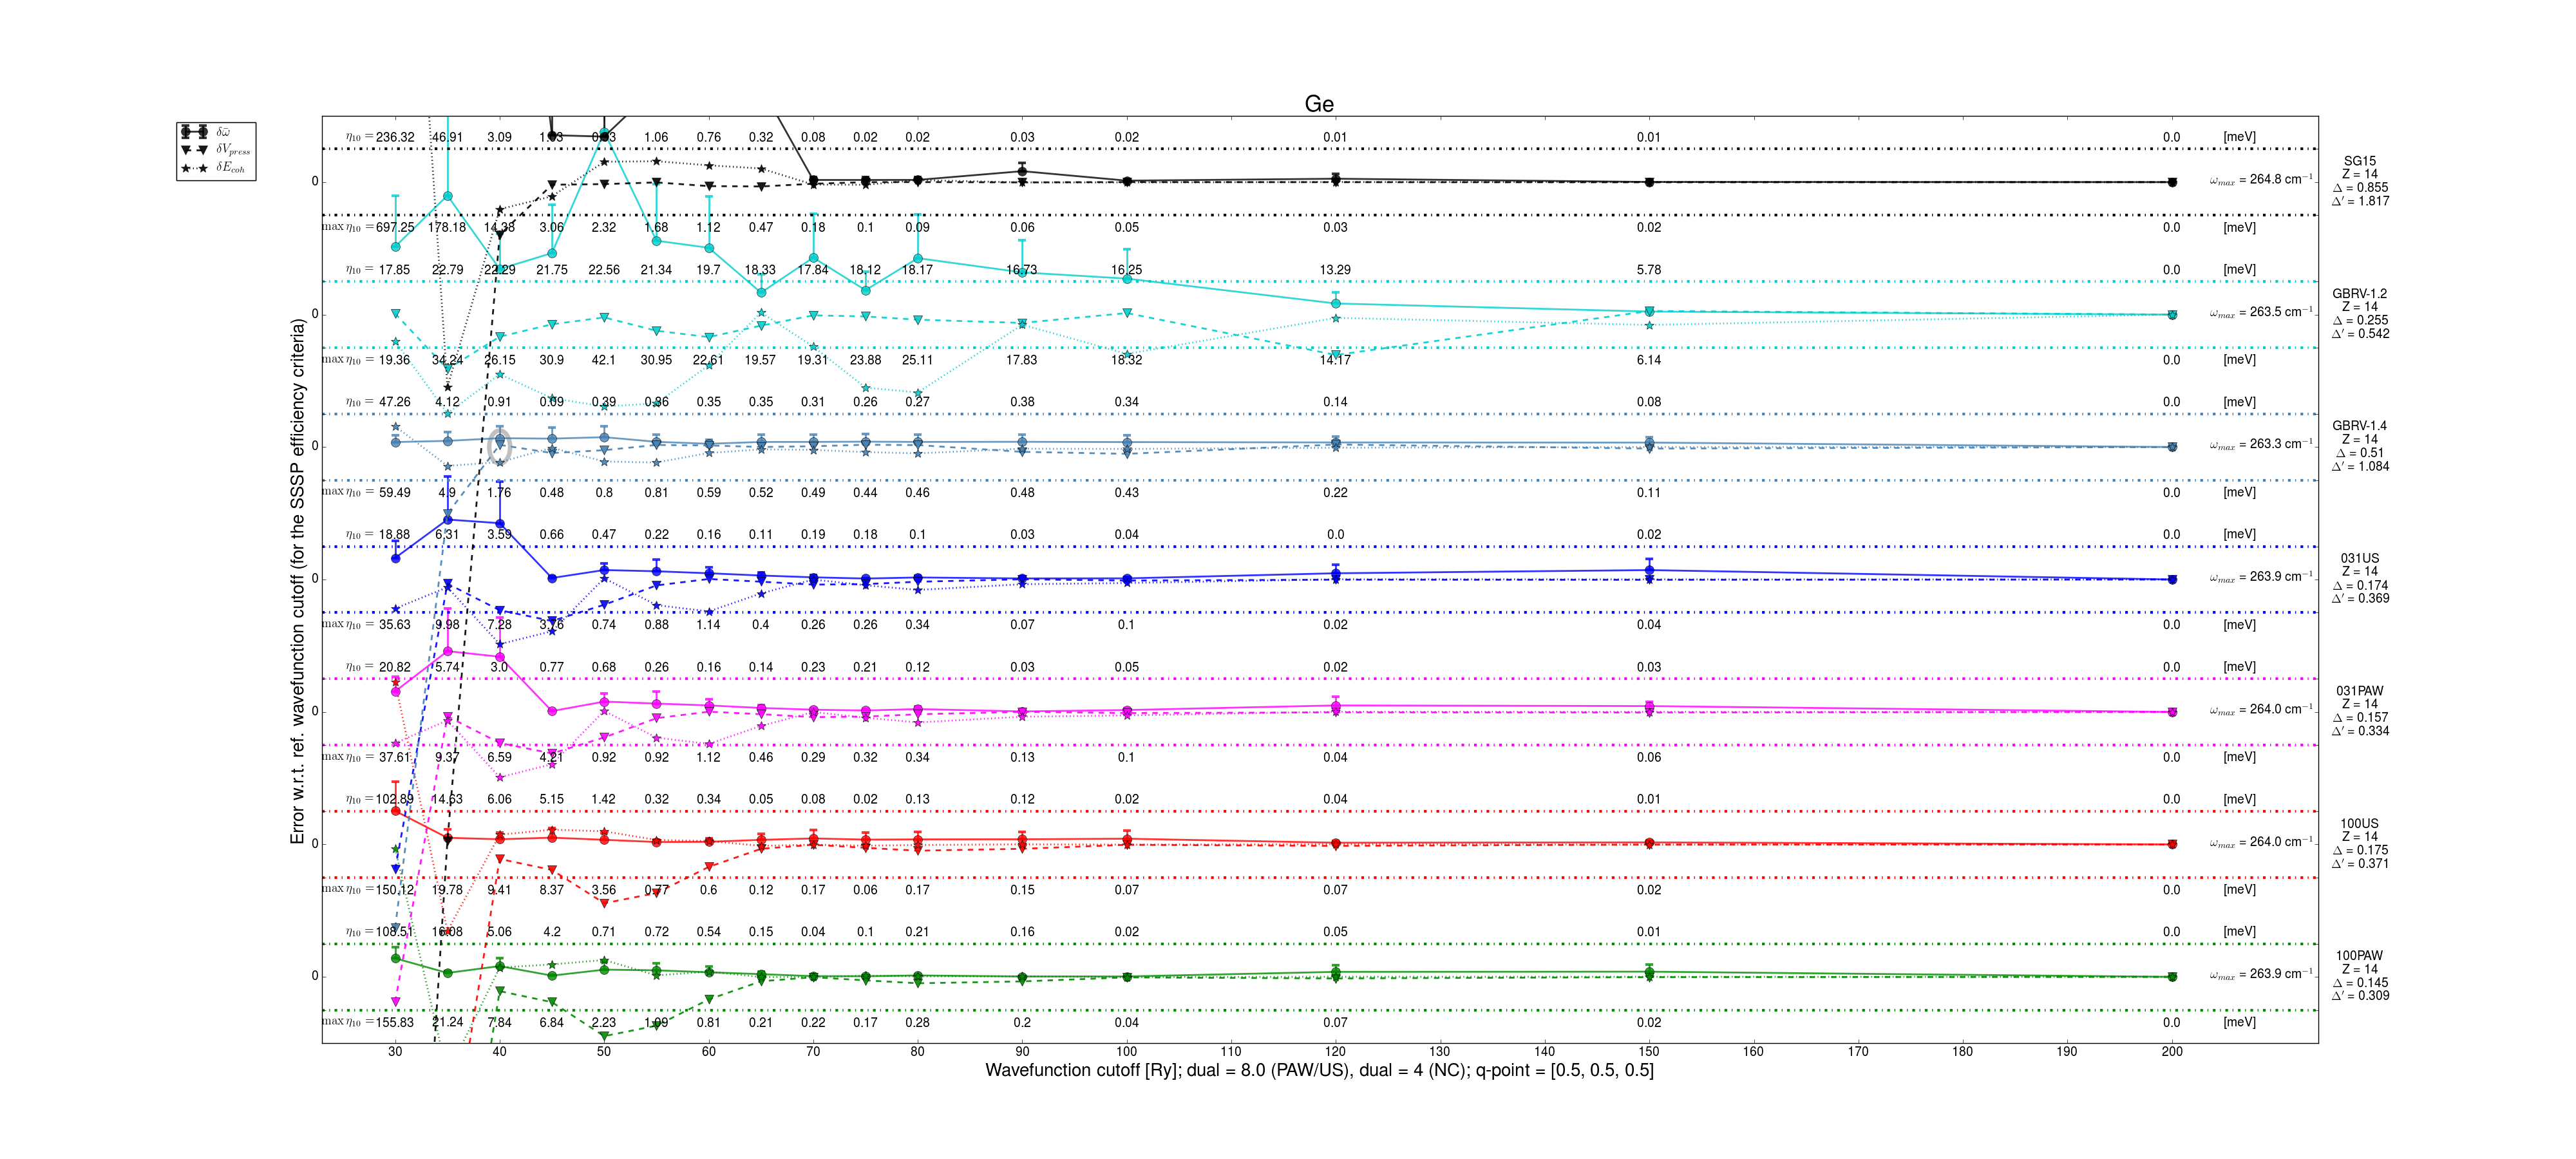 Ge
δω̄
δV_press
δE_coh
Error w.r.t. ref. wavefunction cutoff (for the SSSP efficiency criteria)
η₁₀ = 236.32 46.91 3.09 1.06 0.76 0.32 0.08 0.02 0.02 0.03 0.02 0.01 0.01 0.0 [meV]
0 ω_max = 264.8 cm⁻¹
SG15
Z = 14
Δ = 0.855
Δ′ = 1.817
max η₁₀ = 697.25 178.18 14.38 3.06 2.32 1.68 1.12 0.47 0.18 0.1 0.09 0.06 0.05 0.03 0.02 0.0 [meV]
η₁₀ = 17.85 22.79 22.29 21.75 22.56 21.34 19.7 18.33 17.84 18.12 18.17 16.73 16.25 13.29 5.78 0.0 [meV]
0 ω_max = 263.5 cm⁻¹
GBRV-1.2
Z = 14
Δ = 0.255
Δ′ = 0.542
max η₁₀ = 19.36 34.24 26.15 30.9 42.1 30.95 22.61 19.57 19.31 23.88 25.11 17.83 18.32 14.17 6.14 0.0 [meV]
η₁₀ = 47.26 4.12 0.91 0.09 0.39 0.36 0.35 0.35 0.31 0.26 0.27 0.38 0.34 0.14 0.08 0.0 [meV]
0 ω_max = 263.3 cm⁻¹
GBRV-1.4
Z = 14
Δ = 0.51
Δ′ = 1.084
max η₁₀ = 59.49 4.9 1.76 0.48 0.8 0.81 0.59 0.52 0.49 0.44 0.46 0.48 0.43 0.22 0.11 0.0 [meV]
η₁₀ = 18.88 6.31 3.59 0.66 0.47 0.22 0.16 0.11 0.19 0.18 0.1 0.03 0.04 0.0 0.02 0.0 [meV]
0 ω_max = 263.9 cm⁻¹
031US
Z = 14
Δ = 0.174
Δ′ = 0.369
max η₁₀ = 35.63 9.98 7.28 3.76 0.74 0.88 1.14 0.4 0.26 0.26 0.34 0.07 0.1 0.02 0.04 0.0 [meV]
η₁₀ = 20.82 5.74 3.0 0.77 0.68 0.26 0.16 0.14 0.23 0.21 0.12 0.03 0.05 0.02 0.03 0.0 [meV]
0 ω_max = 264.0 cm⁻¹
031PAW
Z = 14
Δ = 0.157
Δ′ = 0.334
max η₁₀ = 37.61 9.37 6.59 4.21 0.92 0.92 1.12 0.46 0.29 0.32 0.34 0.13 0.1 0.04 0.06 0.0 [meV]
η₁₀ = 102.89 14.63 6.06 5.15 1.42 0.32 0.34 0.05 0.08 0.02 0.13 0.12 0.02 0.04 0.01 0.0 [meV]
0 ω_max = 264.0 cm⁻¹
100US
Z = 14
Δ = 0.175
Δ′ = 0.371
max η₁₀ = 150.12 19.78 9.41 8.37 3.56 0.77 0.6 0.12 0.17 0.06 0.17 0.15 0.07 0.07 0.02 0.0 [meV]
η₁₀ = 108.51 16.08 5.06 4.2 0.71 0.72 0.54 0.15 0.04 0.1 0.21 0.16 0.02 0.05 0.01 0.0 [meV]
0 ω_max = 263.9 cm⁻¹
100PAW
Z = 14
Δ = 0.145
Δ′ = 0.309
max η₁₀ = 155.83 21.24 7.84 6.84 2.23 1.09 0.81 0.21 0.22 0.17 0.28 0.2 0.04 0.07 0.02 0.0 [meV]
30 40 50 60 70 80 90 100 110 120 130 140 150 160 170 180 190 200
Wavefunction cutoff [Ry]; dual = 8.0 (PAW/US), dual = 4 (NC); q-point = [0.5, 0.5, 0.5]